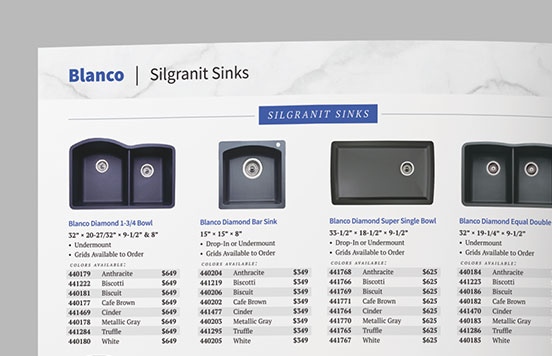 Blanco | Silgranit Sinks
SILGRANIT SINKS
Blanco Diamond 1-3/4 Bowl
32" × 20-27/32" × 9-1/2" & 8"
• Undermount
• Grids Available to Order
COLORS AVAILABLE:
440179 Anthracite $649
441222 Biscotti $649
440181 Biscuit $649
440177 Café Brown $649
441469 Cinder $649
440178 Metallic Gray $649
441284 Truffle $649
440180 White $649
Blanco Diamond Bar Sink
15" × 15" × 8"
• Drop-In or Undermount
• Grids Available to Order
COLORS AVAILABLE:
440204 Anthracite $349
441219 Biscotti $349
440206 Biscuit $349
440202 Cafe Brown $349
441477 Cinder $349
440203 Metallic Gray $349
441295 Truffle $349
440205 White $349
Blanco Diamond Super Single Bowl
33-1/2" × 18-1/2" × 9-1/2"
• Drop-In or Undermount
• Grids Available to Order
COLORS AVAILABLE:
441768 Anthracite $625
441766 Biscotti $625
441769 Biscuit $625
441771 Cafe Brown $625
441764 Cinder $625
441770 Metallic Gray $625
441765 Truffle $625
441767 White $625
Blanco Diamond Equal Double
32" × 19-1/4" × 9-1/2"
• Undermount
• Grids Available to Order
COLORS AVAILABLE:
440184 Anthracite
441223 Biscotti
440186 Biscuit
440182 Cafe Brown
441470 Cinder
440183 Metallic Gray
441286 Truffle
440185 White